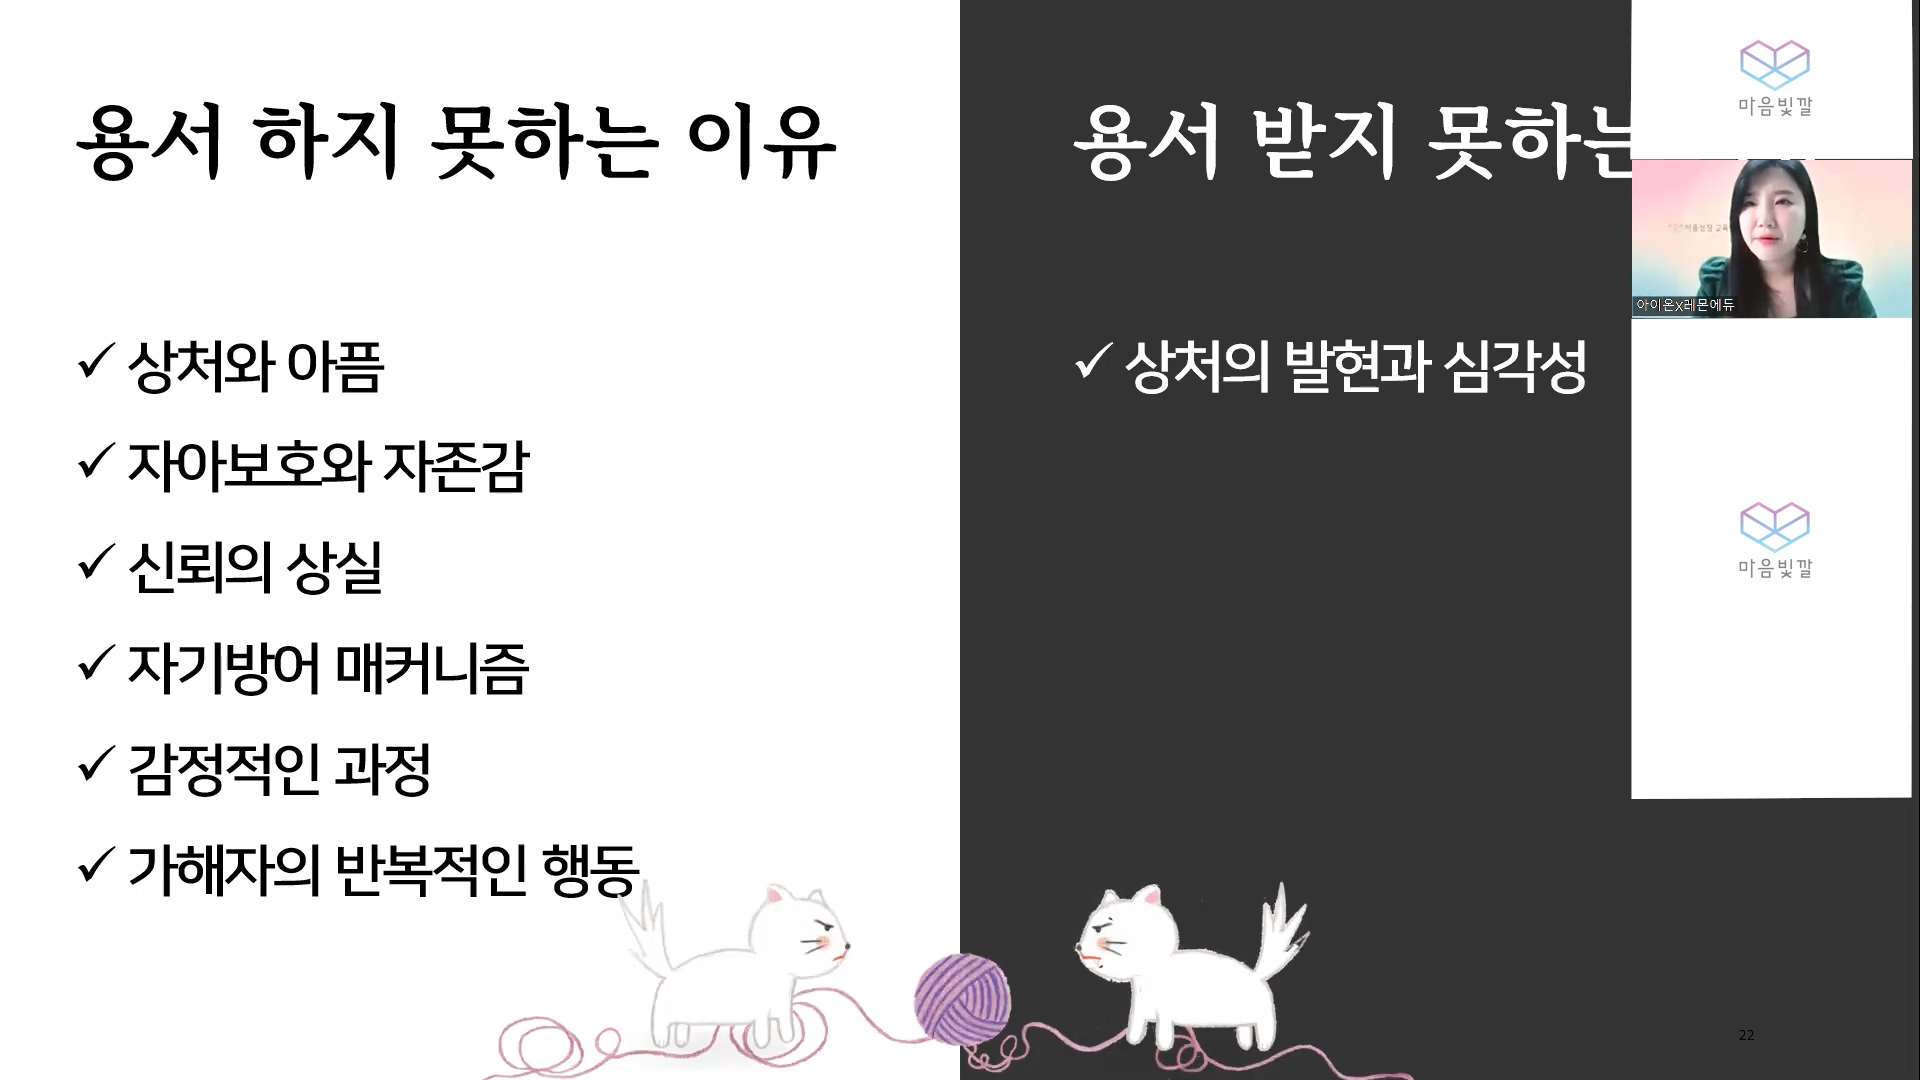 용서 하지 못하는 이유
상처와 아픔
자아보호와 자존감
신뢰의 상실
자기방어 매커니즘
감정적인 과정
가해자의 반복적인 행동
용서 받지 못하는
상처의 발현과 심각성
마음빛깔
아이온x레몬에듀
마음빛깔
22